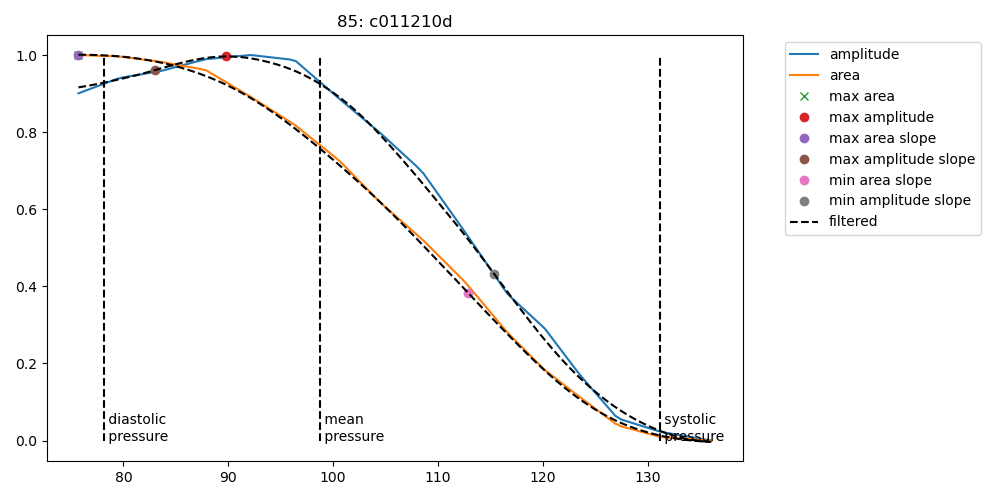 85: c011210d
1.0
0.8
0.6
0.4
0.2
0.0
80
90
100
110
120
130
diastolic
pressure
mean
pressure
systolic
pressure
amplitude
area
max area
max amplitude
max area slope
max amplitude slope
min area slope
min amplitude slope
filtered